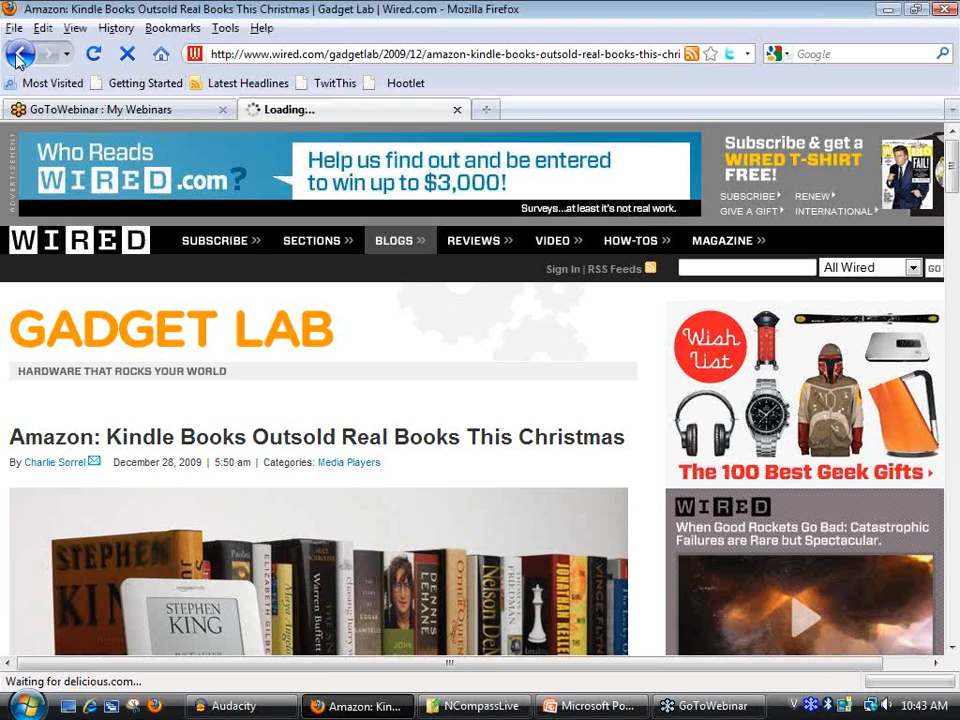 Amazon: Kindle Books Outsold Real Books This Christmas | Gadget Lab | Wired.com - Mozilla Firefox
File Edit View History Bookmarks Tools Help
http://www.wired.com/gadgetlab/2009/12/amazon-kindle-books-outsold-real-books-this-chri
Google
Most Visited Getting Started Latest Headlines TwitThis Hootlet
GoToWebinar : My Webinars
Loading...
ADVERTISEMENT
Who Reads
WIRED.com?
Help us find out and be entered
to win up to $3,000!
Surveys...at least it's not real work.
Subscribe & get a
WIRED T-SHIRT
FREE!
SUBSCRIBE RENEW
GIVE A GIFT INTERNATIONAL
FAIL!
WIRED SUBSCRIBE >> SECTIONS >> BLOGS >> REVIEWS >> VIDEO >> HOW-TOS >> MAGAZINE >>
Sign In | RSS Feeds All Wired GO
GADGET LAB
HARDWARE THAT ROCKS YOUR WORLD
Wish
List
The 100 Best Geek Gifts
Amazon: Kindle Books Outsold Real Books This Christmas
By Charlie Sorrel December 28, 2009 | 5:50 am | Categories: Media Players
WIRED
When Good Rockets Go Bad: Catastrophic
Failures are Rare but Spectacular.
STEPHEN
KING
STEPHEN
KING
Warren Buffett
DENNIS
LEHANE
Nelson De
Waiting for delicious.com...
Audacity
Amazon: Kin...
NCompassLive
Microsoft Po...
GoToWebinar
10:43 AM